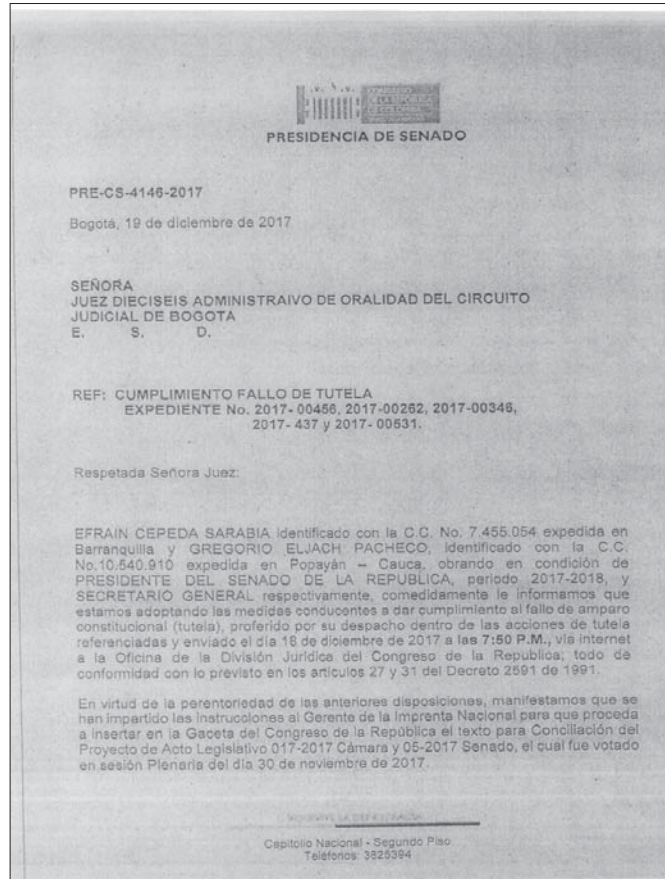 CONGRESO
DE LA REPÚBLICA
DE COLOMBIA
PRESIDENCIA DE SENADO
PRE-CS-4146-2017
Bogotá, 19 de diciembre de 2017
SEÑORA
JUEZ DIECISEIS ADMINISTRAIVO DE ORALIDAD DEL CIRCUITO
JUDICIAL DE BOGOTA
E. S. D.
REF: CUMPLIMIENTO FALLO DE TUTELA
EXPEDIENTE No. 2017- 00456, 2017-00262, 2017-00346,
2017- 437 y 2017- 00531.
Respetada Señora Juez:
EFRAIN CEPEDA SARABIA identificado con la C.C. No. 7.455.054 expedida en
Barranquilla y GREGORIO ELJACH PACHECO, identificado con la C.C.
No.10.540.910 expedida en Popayán – Cauca, obrando en condición de
PRESIDENTE DEL SENADO DE LA REPUBLICA, periodo 2017-2018, y
SECRETARIO GENERAL respectivamente, comedidamente le informamos que
estamos adoptando las medidas conducentes a dar cumplimiento al fallo de amparo
constitucional (tutela), proferido por su despacho dentro de las acciones de tutela
referenciadas y enviado el día 18 de diciembre de 2017 a las 7:50 P.M., vía internet
a la Oficina de la División Jurídica del Congreso de la Republica; todo de
conformidad con lo previsto en los artículos 27 y 31 del Decreto 2591 de 1991.
En virtud de la perentoriedad de las anteriores disposiciones, manifestamos que se
han impartido las instrucciones al Gerente de la Imprenta Nacional para que proceda
a insertar en la Gaceta del Congreso de la República el texto para Conciliación del
Proyecto de Acto Legislativo 017-2017 Cámara y 05-2017 Senado, el cual fue votado
en sesión Plenaria del día 30 de noviembre de 2017.
Capitolio Nacional - Segundo Piso
Teléfonos: 3825394